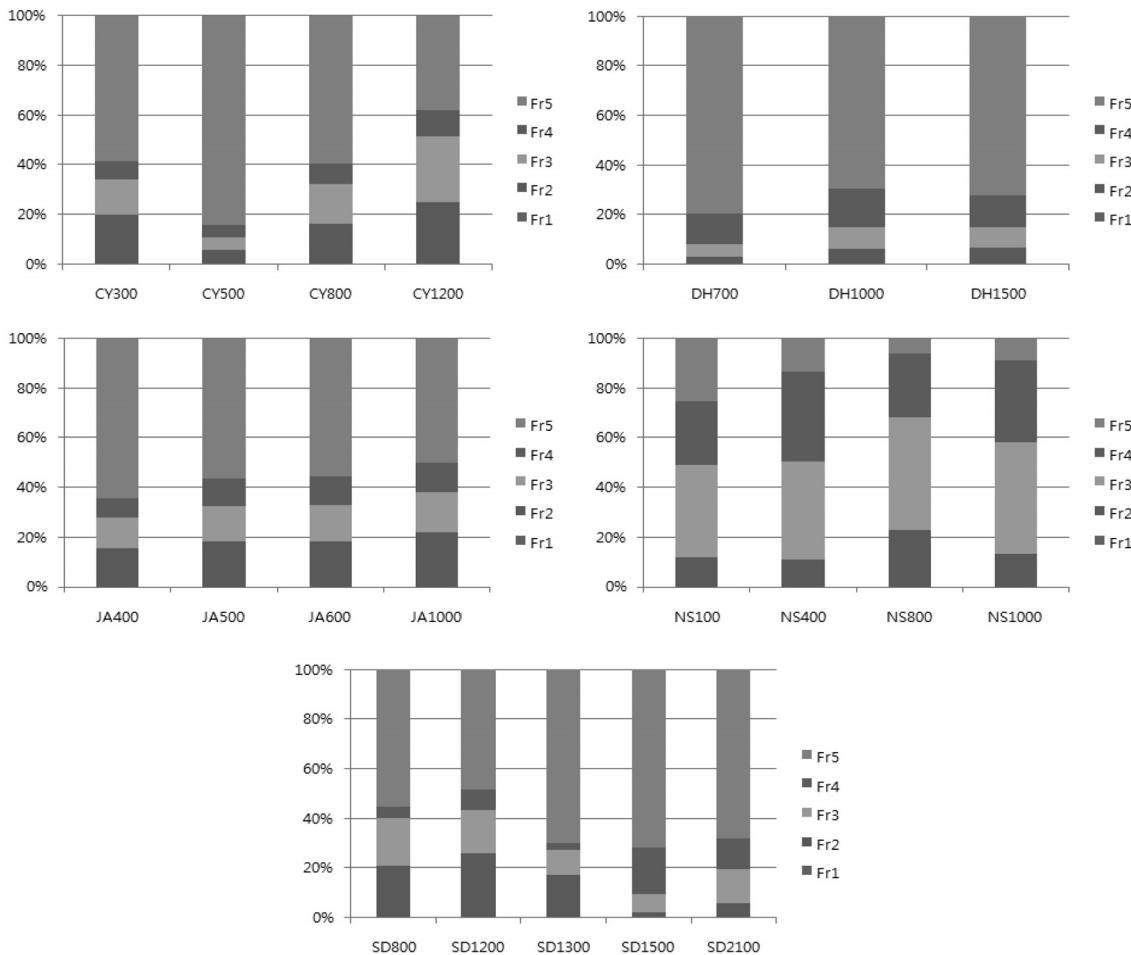 100%
80%
60%
40%
20%
0%
CY300 CY500 CY800 CY1200
Fr5
Fr4
Fr3
Fr2
Fr1
100%
80%
60%
40%
20%
0%
DH700 DH1000 DH1500
Fr5
Fr4
Fr3
Fr2
Fr1
100%
80%
60%
40%
20%
0%
JA400 JA500 JA600 JA1000
Fr5
Fr4
Fr3
Fr2
Fr1
100%
80%
60%
40%
20%
0%
NS100 NS400 NS800 NS1000
Fr5
Fr4
Fr3
Fr2
Fr1
100%
80%
60%
40%
20%
0%
SD800 SD1200 SD1300 SD1500 SD2100
Fr5
Fr4
Fr3
Fr2
Fr1